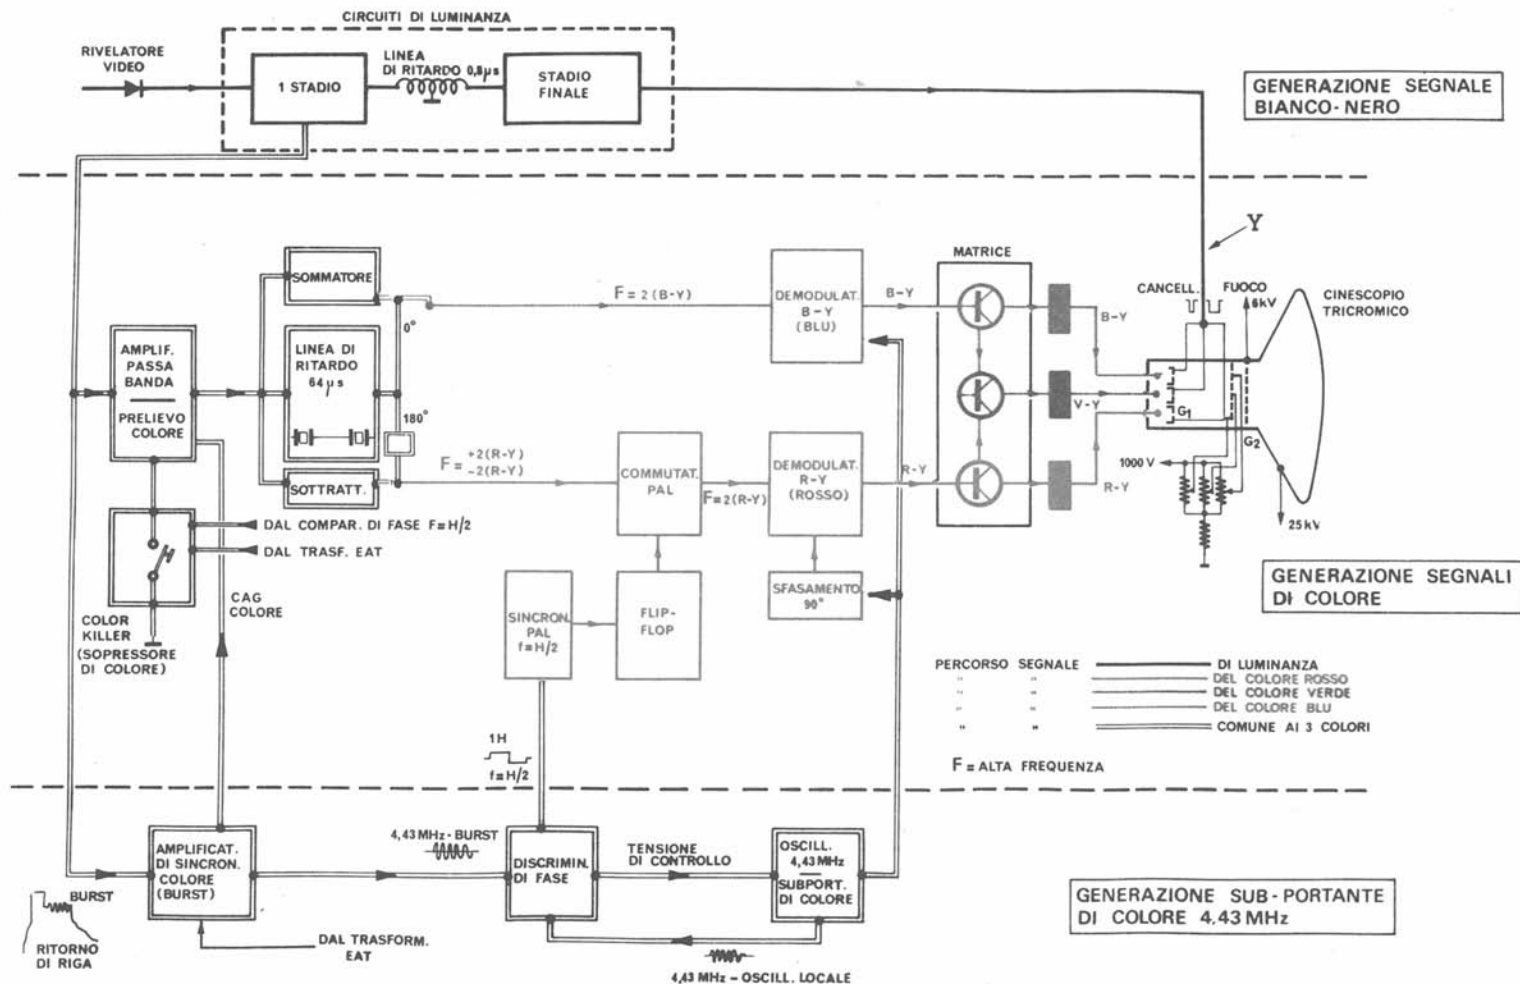 CIRCUITI DI LUMINANZA
RIVELATORE
VIDEO
1 STADIO
LINEA
DI RITARDO 0,8µs
STADIO
FINALE
GENERAZIONE SEGNALE
BIANCO-NERO
Y
SOMMATORE
0°
F=2(B-Y)
DEMODULAT.
B-Y
(BLU)
B-Y
MATRICE
B-Y
CANCELL.
FUOCO
6kV
CINESCOPIO
TRICROMICO
AMPLIF.
PASSA
BANDA
PRELIEVO
COLORE
LINEA DI
RITARDO
64µs
180°
V-Y
G1
G2
SOTTRATT.
F= +2(R-Y)
-2(R-Y)
COMMUTAT.
PAL
F=2(R-Y)
DEMODULAT.
R-Y
(ROSSO)
R-Y
R-Y
1000 V
25kV
DAL COMPAR. DI FASE F=H/2
DAL TRASF. EAT
COLOR
KILLER
(SOPRESSORE
DI COLORE)
CAG
COLORE
SINCRON.
PAL
f=H/2
FLIP-
FLOP
SFASAMENTO
90°
GENERAZIONE SEGNALI
DI COLORE
PERCORSO SEGNALE DI LUMINANZA
" " DEL COLORE ROSSO
" " DEL COLORE VERDE
" " DEL COLORE BLU
" " COMUNE AI 3 COLORI
F=ALTA FREQUENZA
1H
f=H/2
AMPLIFICAT.
DI SINCRON.
COLORE
(BURST)
4,43 MHz-BURST
DISCRIMIN.
DI FASE
TENSIONE
DI CONTROLLO
OSCILL.
4,43MHz
SUBPORT.
DI COLORE
GENERAZIONE SUB-PORTANTE
DI COLORE 4.43 MHz
BURST
RITORNO
DI RIGA
DAL TRASFORM.
EAT
4,43MHz - OSCILL. LOCALE